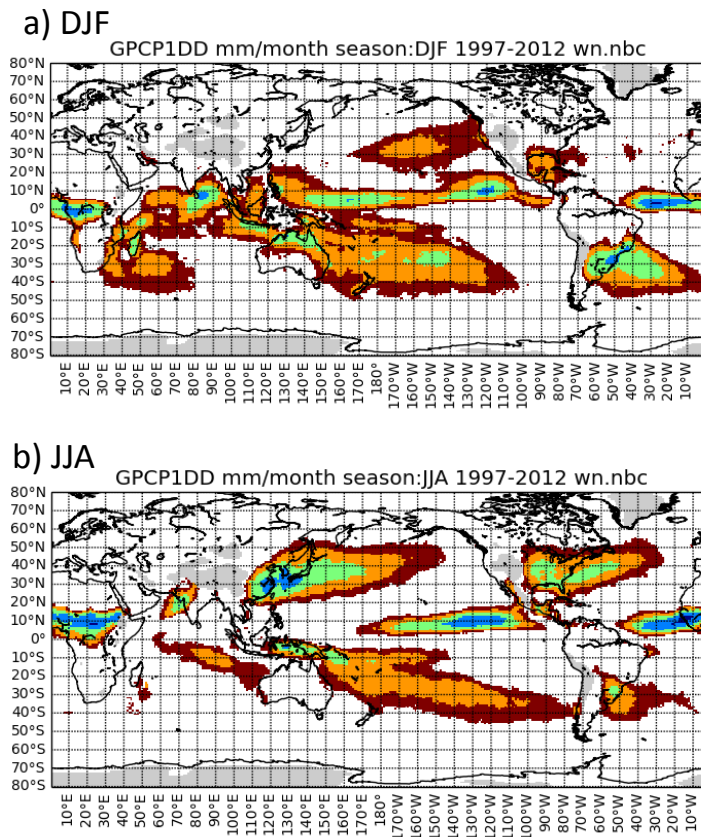 a) DJF
GPCP1DD mm/month season:DJF 1997-2012 wn.nbc
80°N
70°N
60°N
50°N
40°N
30°N
20°N
10°N
0°
10°S
20°S
30°S
40°S
50°S
60°S
70°S
80°S
10°E 20°E 30°E 40°E 50°E 60°E 70°E 80°E 90°E 100°E 110°E 120°E 130°E 140°E 150°E 160°E 170°E 180° 170°W 160°W 150°W 140°W 130°W 120°W 110°W 100°W 90°W 80°W 70°W 60°W 50°W 40°W 30°W 20°W 10°W
b) JJA
GPCP1DD mm/month season:JJA 1997-2012 wn.nbc
80°N
70°N
60°N
50°N
40°N
30°N
20°N
10°N
0°
10°S
20°S
30°S
40°S
50°S
60°S
70°S
80°S
10°E 20°E 30°E 40°E 50°E 60°E 70°E 80°E 90°E 100°E 110°E 120°E 130°E 140°E 150°E 160°E 170°E 180° 170°W 160°W 150°W 140°W 130°W 120°W 110°W 100°W 90°W 80°W 70°W 60°W 50°W 40°W 30°W 20°W 10°W